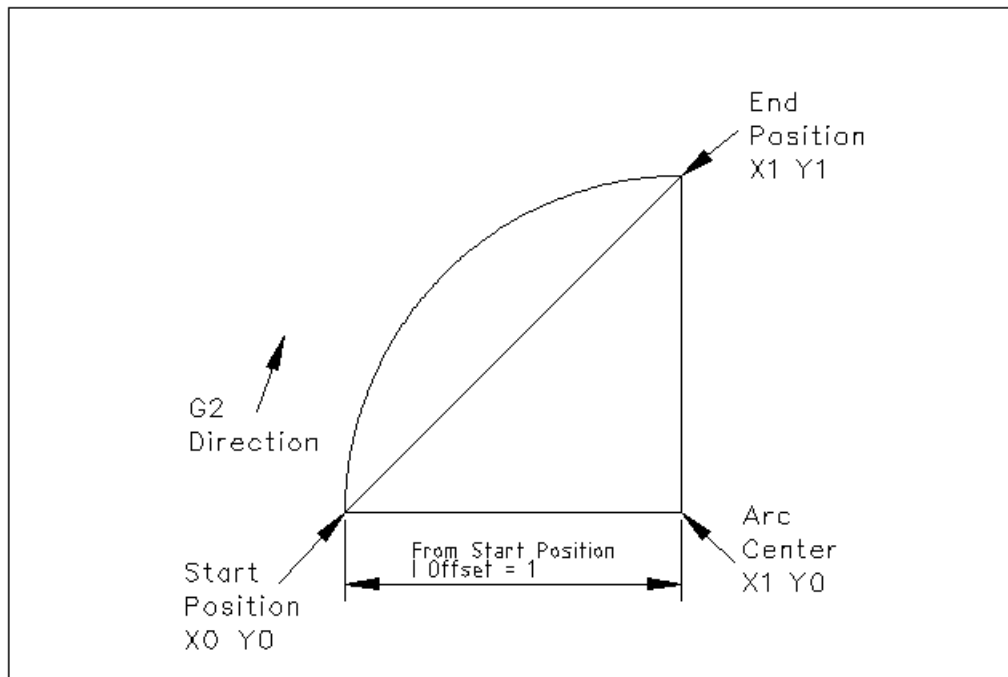 End
Position
X1 Y1
G2
Direction
From Start Position
I Offset = 1
Arc
Center
X1 Y0
Start
Position
X0 Y0